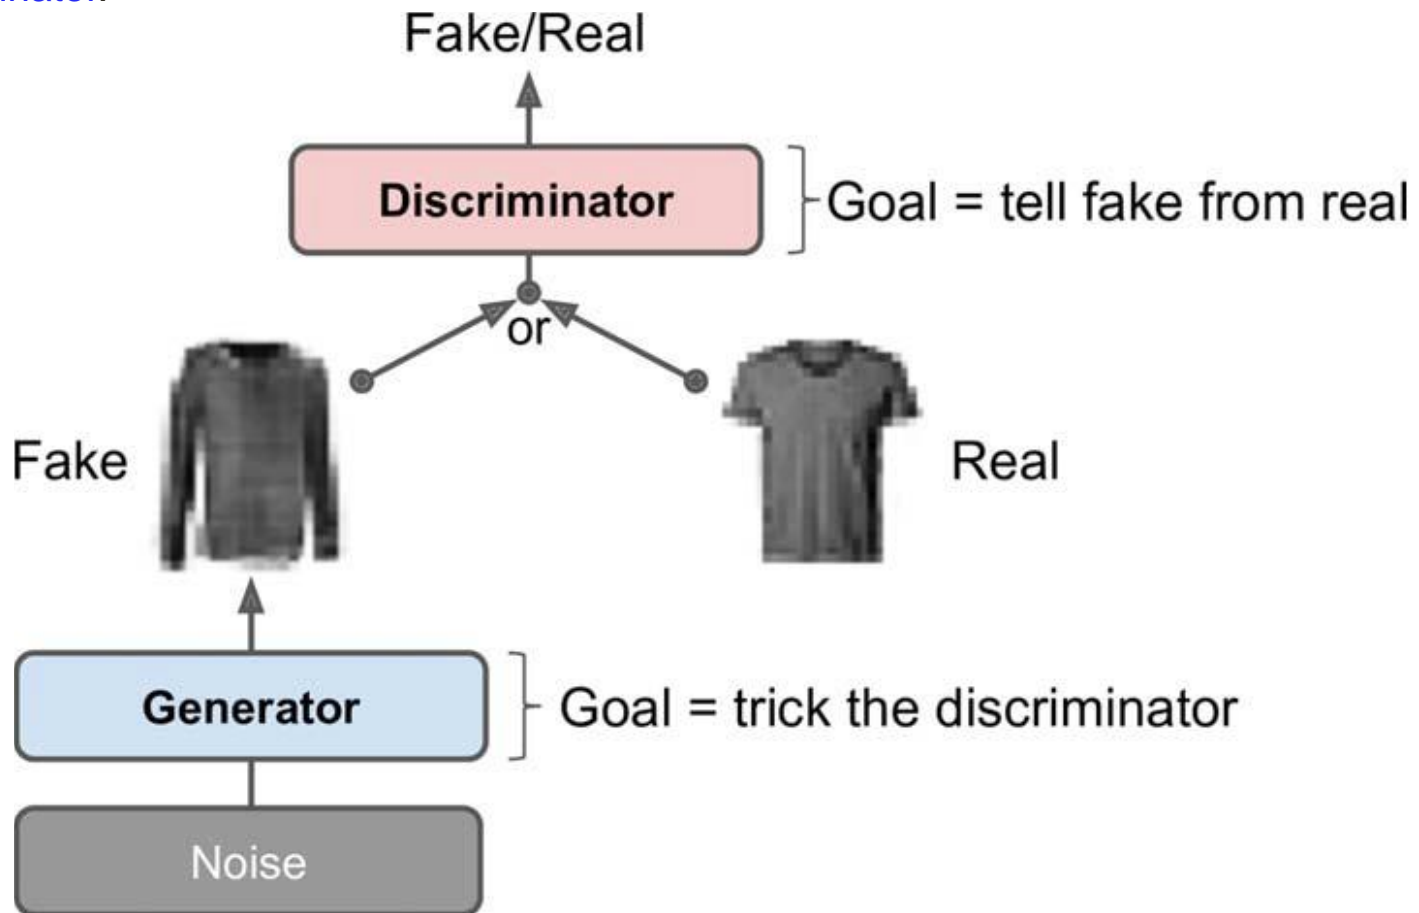 Fake/Real
Discriminator
Goal = tell fake from real
or
Fake
Real
Generator
Goal = trick the discriminator
Noise